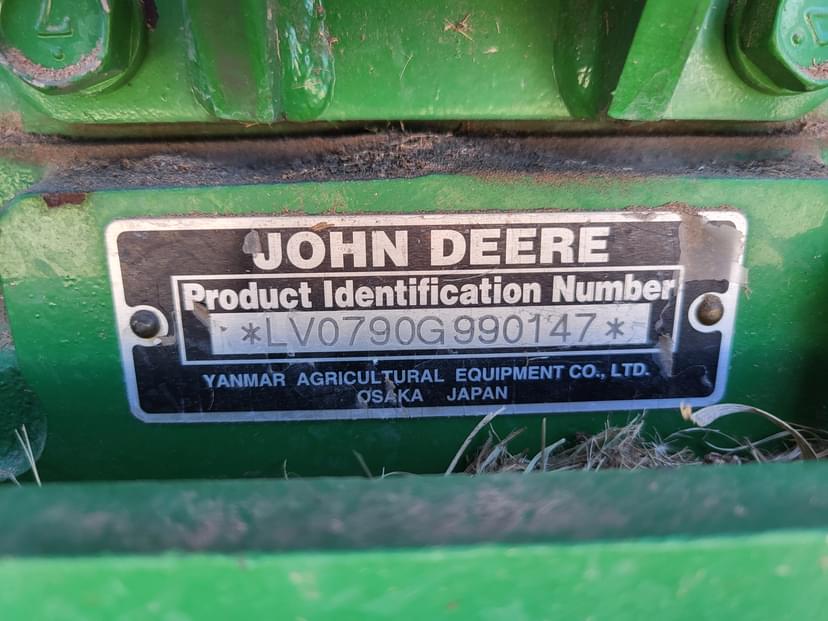 JOHN DEERE
Product Identification Number
*LV0790G990147*
YANMAR AGRICULTURAL EQUIPMENT CO., LTD.
OSAKA JAPAN